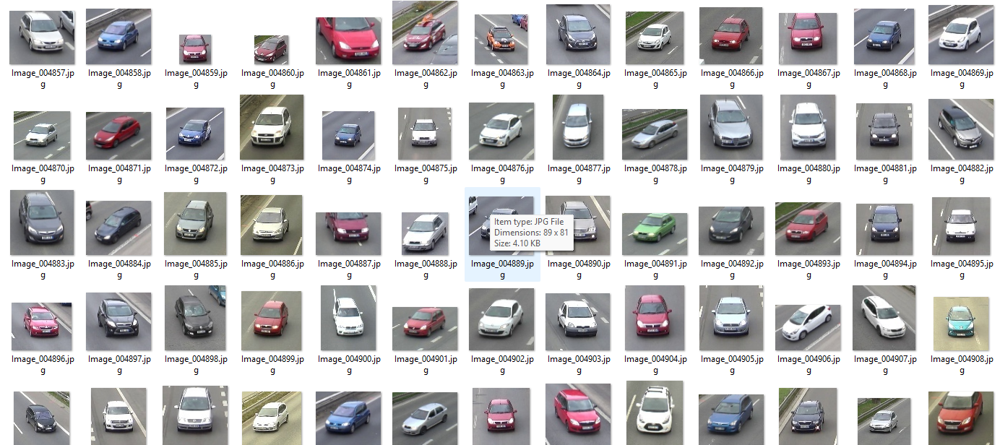 Image_004857.jp Image_004858.jp Image_004859.jp Image_004860.jp Image_004861.jp Image_004862.jp Image_004863.jp Image_004864.jp Image_004865.jp Image_004866.jp Image_004867.jp Image_004868.jp Image_004869.jp
g g g g g g g g g g g g g
Image_004870.jp Image_004871.jp Image_004872.jp Image_004873.jp Image_004874.jp Image_004875.jp Image_004876.jp Image_004877.jp Image_004878.jp Image_004879.jp Image_004880.jp Image_004881.jp Image_004882.jp
g g g g g g g g g g g g g
Item type: JPG File
Dimensions: 89 x 81
Size: 4.10 KB
Image_004883.jp Image_004884.jp Image_004885.jp Image_004886.jp Image_004887.jp Image_004888.jp Image_004889.jp Image_004890.jp Image_004891.jp Image_004892.jp Image_004893.jp Image_004894.jp Image_004895.jp
g g g g g g g g g g g g g
Image_004896.jp Image_004897.jp Image_004898.jp Image_004899.jp Image_004900.jp Image_004901.jp Image_004902.jp Image_004903.jp Image_004904.jp Image_004905.jp Image_004906.jp Image_004907.jp Image_004908.jp
g g g g g g g g g g g g g